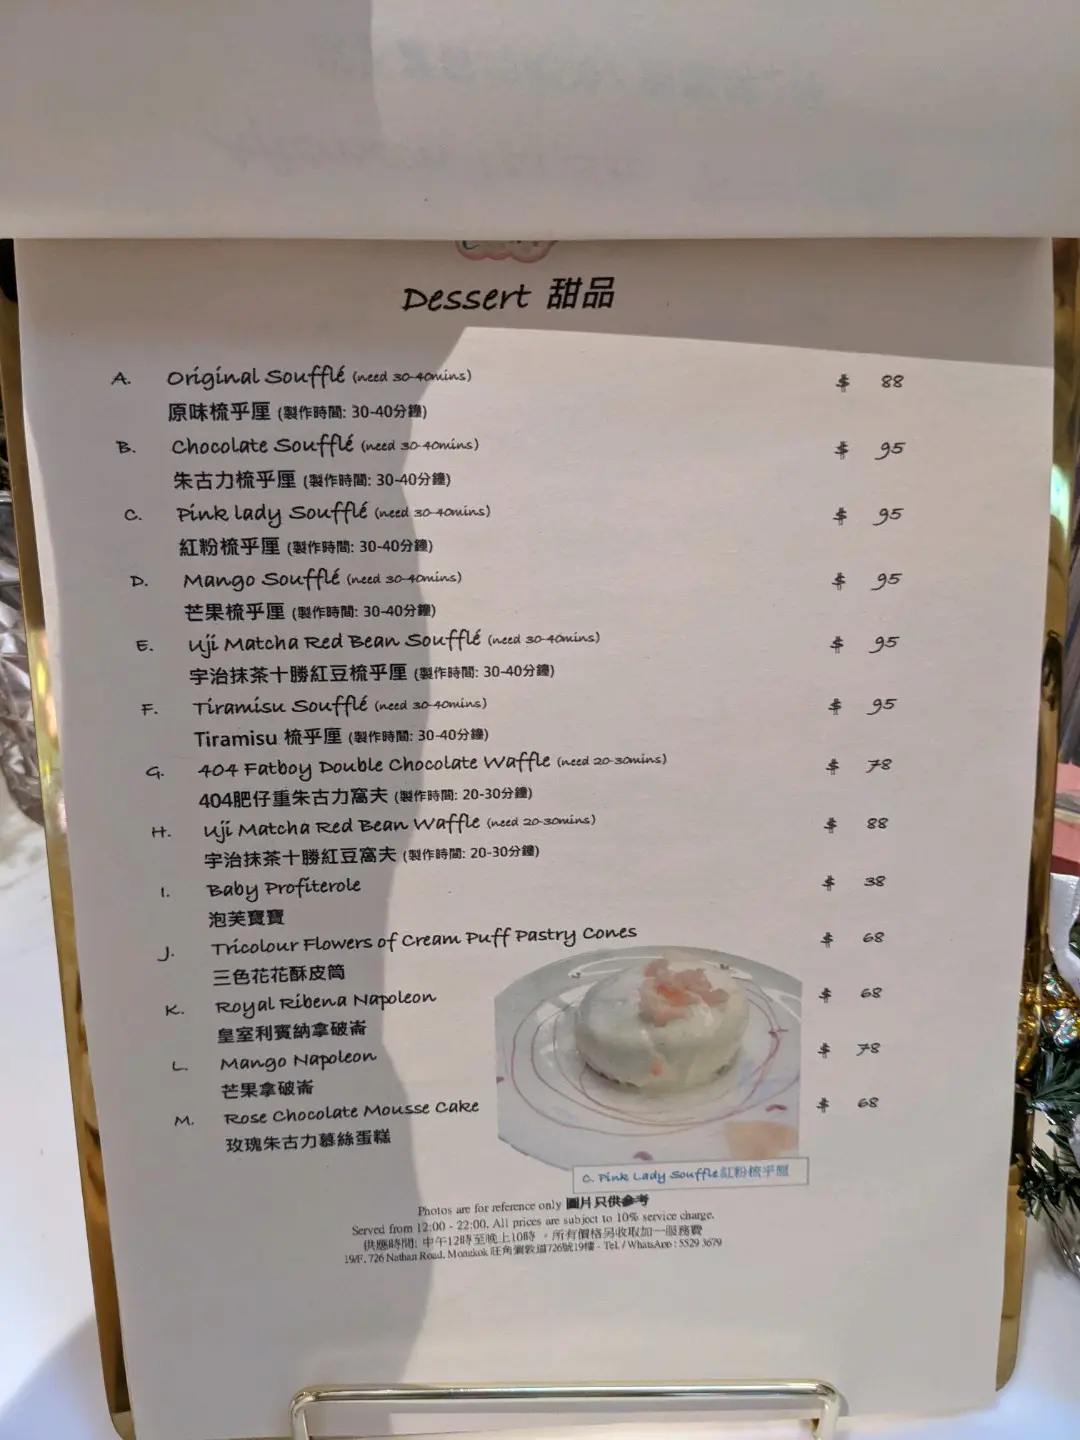 Dessert 甜品
A. Original Soufflé (need 30-40mins) $ 88
原味梳乎厘 (製作時間: 30-40分鐘)
B. Chocolate Soufflé (need 30-40mins) $ 95
朱古力梳乎厘 (製作時間: 30-40分鐘)
C. Pink lady Soufflé (need 30-40mins) $ 95
紅粉梳乎厘 (製作時間: 30-40分鐘)
D. Mango Soufflé (need 30-40mins) $ 95
芒果梳乎厘 (製作時間: 30-40分鐘)
E. Uji Matcha Red Bean Soufflé (need 30-40mins) $ 95
宇治抹茶十勝紅豆梳乎厘 (製作時間: 30-40分鐘)
F. Tiramisu Soufflé (need 30-40mins) $ 95
Tiramisu 梳乎厘 (製作時間: 30-40分鐘)
G. 404 Fatboy Double Chocolate Waffle (need 20-30mins) $ 78
404肥仔重朱古力窩夫 (製作時間: 20-30分鐘)
H. Uji Matcha Red Bean Waffle (need 20-30mins) $ 88
宇治抹茶十勝紅豆窩夫 (製作時間: 20-30分鐘)
I. Baby Profiterole $ 38
泡芙寶寶
J. Tricolour Flowers of Cream Puff Pastry Cones $ 68
三色花花酥皮筒
K. Royal Ribena Napoleon $ 68
皇室利賓納拿破崙
L. Mango Napoleon $ 78
芒果拿破崙
M. Rose Chocolate Mousse Cake $ 68
玫瑰朱古力慕絲蛋糕
C. Pink Lady Soufflé 紅粉梳乎厘
Photos are for reference only 圖片只供參考
Served from 12:00 - 22:00. All prices are subject to 10% service charge.
供應時間: 中午12時至晚上10時 。所有價格另收取加一服務費
19/F, 726 Nathan Road, Mongkok 旺角彌敦道726號19樓 - Tel. / WhatsApp : 5529 3679